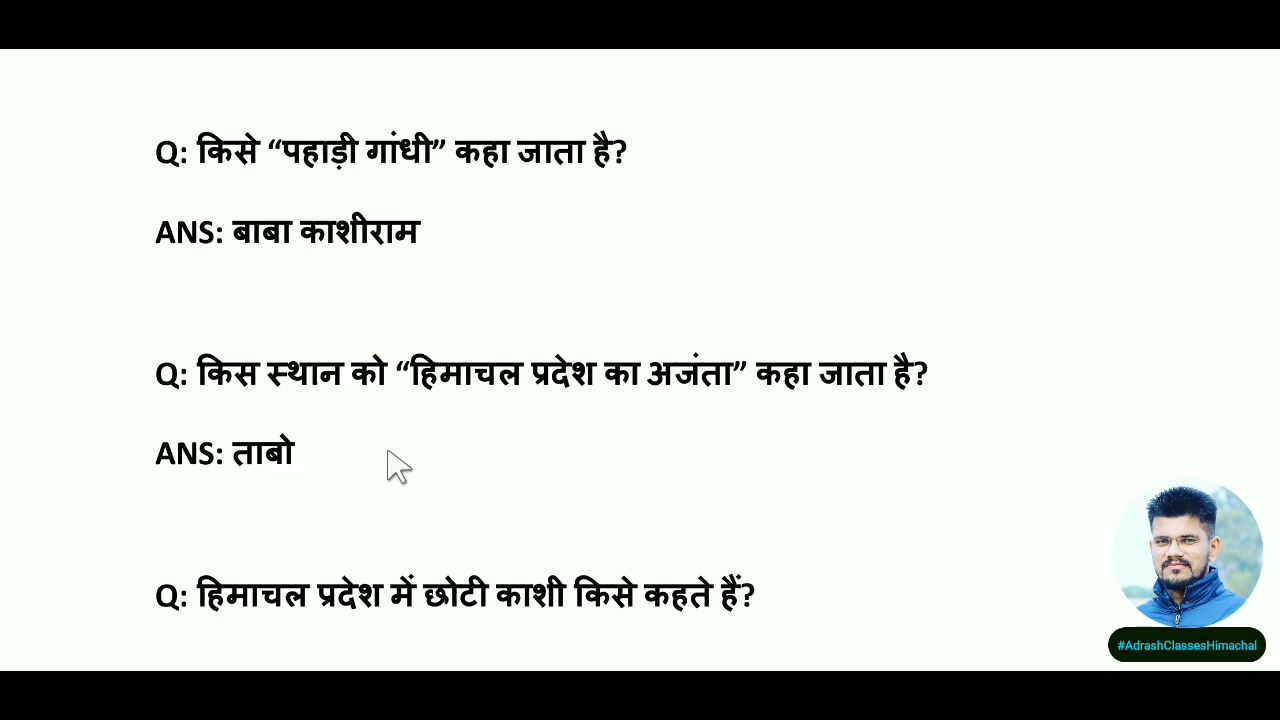 Q: किसे “पहाड़ी गांधी” कहा जाता है?
ANS: बाबा काशीराम
Q: किस स्थान को “हिमाचल प्रदेश का अजंता” कहा जाता है?
ANS: ताबो
Q: हिमाचल प्रदेश में छोटी काशी किसे कहते हैं?
#AdrashClassesHimachal